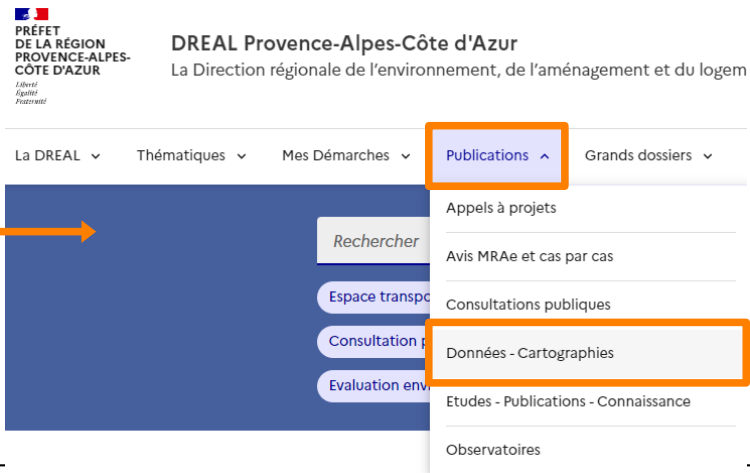 PRÉFET
DE LA RÉGION
PROVENCE-ALPES-
CÔTE D'AZUR
Liberté
Égalité
Fraternité
DREAL Provence-Alpes-Côte d'Azur
La Direction régionale de l'environnement, de l'aménagement et du logem
La DREAL
Thématiques
Mes Démarches
Publications
Grands dossiers
Rechercher
Espace transpo
Consultation p
Evaluation env
Appels à projets
Avis MRAe et cas par cas
Consultations publiques
Données - Cartographies
Etudes - Publications - Connaissance
Observatoires